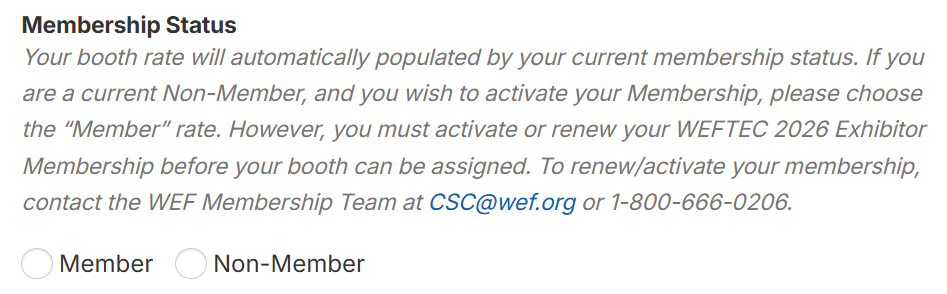 Membership Status
Your booth rate will automatically populated by your current membership status. If you
are a current Non-Member, and you wish to activate your Membership, please choose
the “Member” rate. However, you must activate or renew your WEFTEC 2026 Exhibitor
Membership before your booth can be assigned. To renew/activate your membership,
contact the WEF Membership Team at CSC@wef.org or 1-800-666-0206.
Member Non-Member